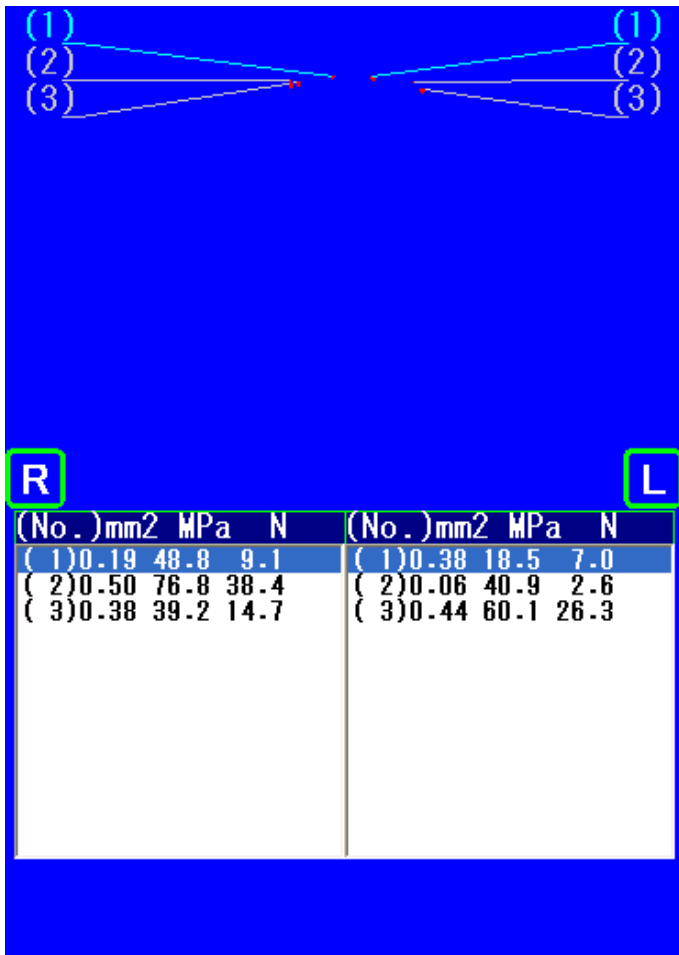 (1) (1)
(2) (2)
(3) (3)
R L
(No.)mm2 MPa N (No.)mm2 MPa N
( 1)0.19 48.8 9.1 ( 1)0.38 18.5 7.0
( 2)0.50 76.8 38.4 ( 2)0.06 40.9 2.6
( 3)0.38 39.2 14.7 ( 3)0.44 60.1 26.3